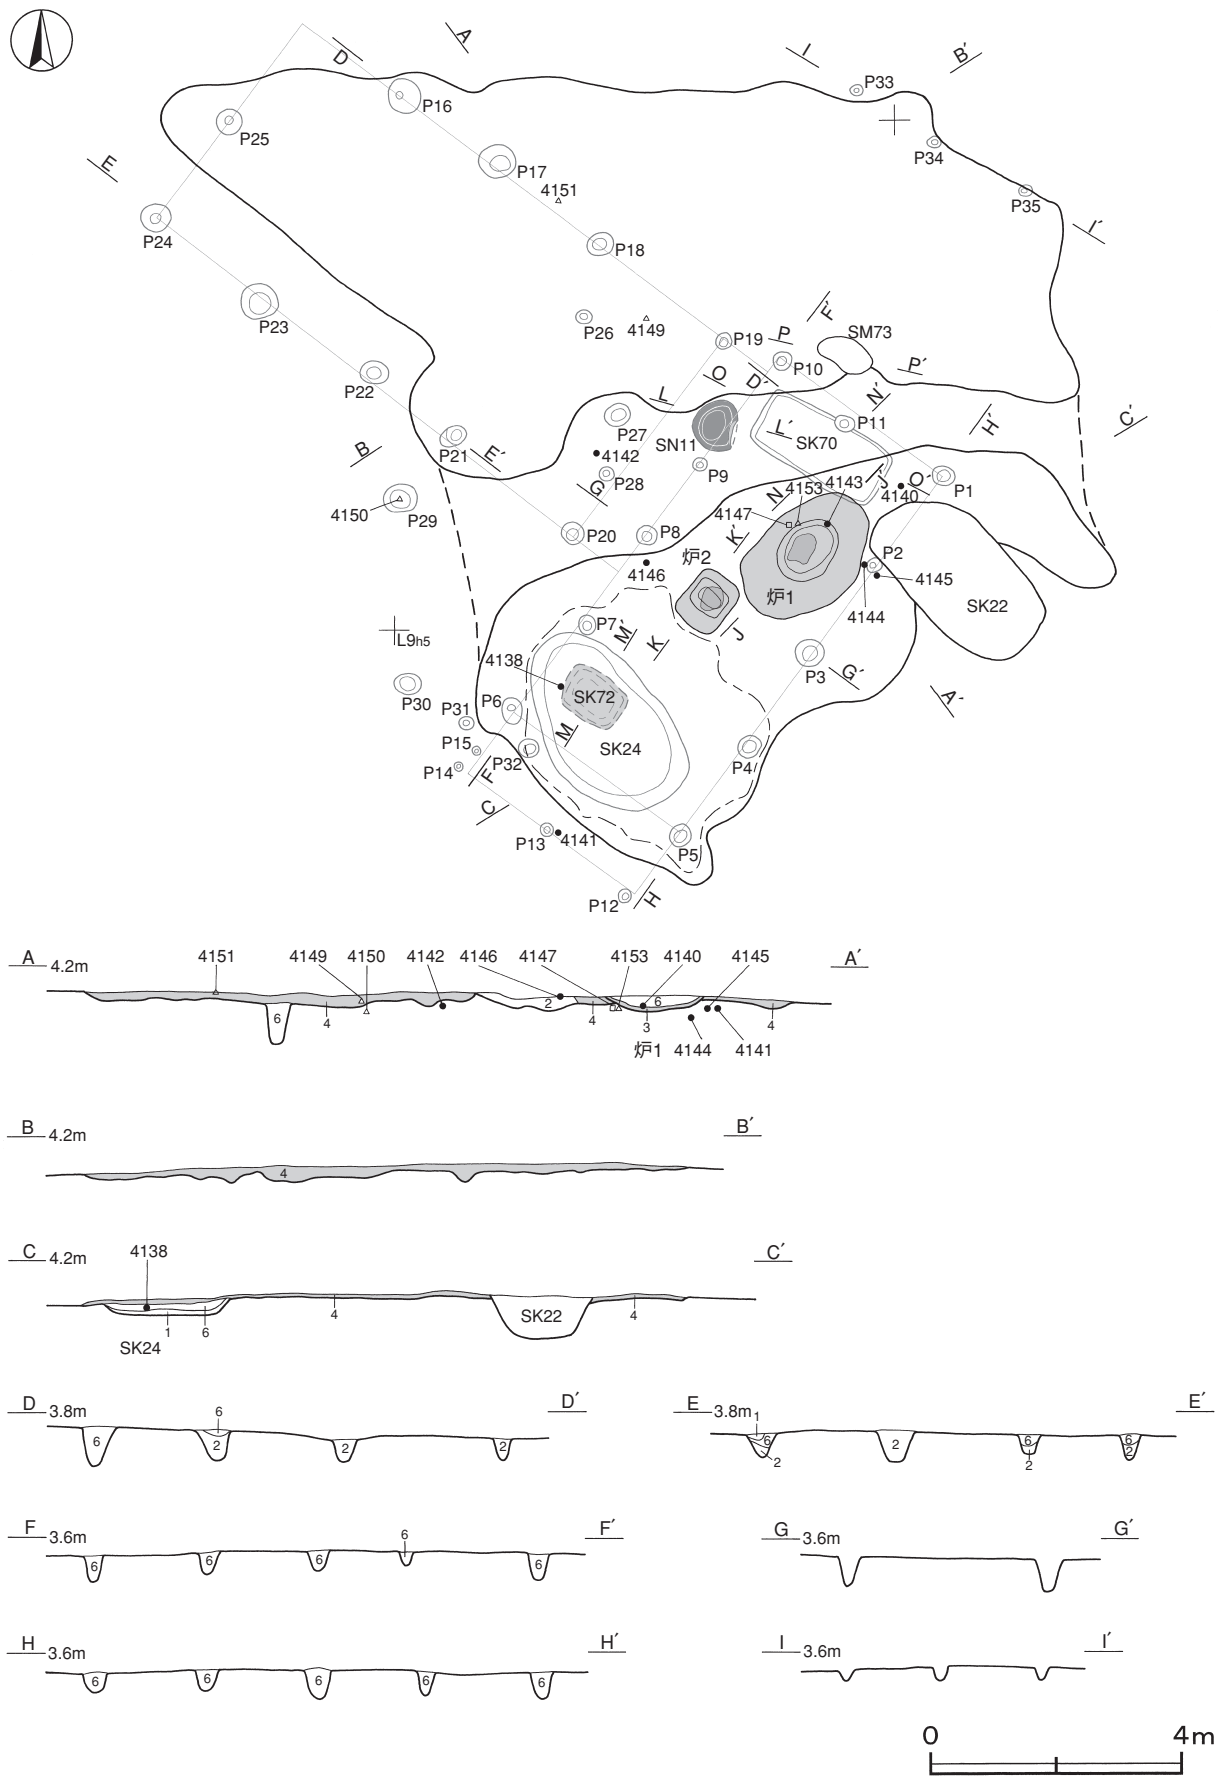 A
D
I
B′
P33
P16
P25
P34
E
P17
4151
P35
I′
P24
P18
P23
F′
P26
4149
P19
P
SM73
P10
P′
O
D′
P22
L
N′
C′
P27
L′
P11
H′
SN11
SK70
P21
E′
B
4142
P9
J′
P28
G
N
4153
4143
4140
O′
P1
4150
P29
4147
K′
P20
P8
炉2
P2
4146
4145
炉1
SK22
4144
L9h5
P7
M′
K
J
4138
P3
G′
P30
P6
SK72
A′
P31
M
P15
SK24
P32
P4
P14
F
C
P13
4141
P5
P12
H
A
4.2m
4151
4149
4150
4142
4146
4147
4153
4140
4145
A′
6
4
2
4
6
3
4
炉1
4144
4141
B
4.2m
B′
4
C
4.2m
4138
C′
1
6
4
SK22
4
SK24
D
3.8m
6
D′
6
2
2
2
E
3.8m
1
E′
6
2
2
6
2
6
2
F
3.6m
6
F′
6
6
6
6
G
3.6m
G′
H
3.6m
H′
6
6
6
6
6
I
3.6m
I′
0
4m